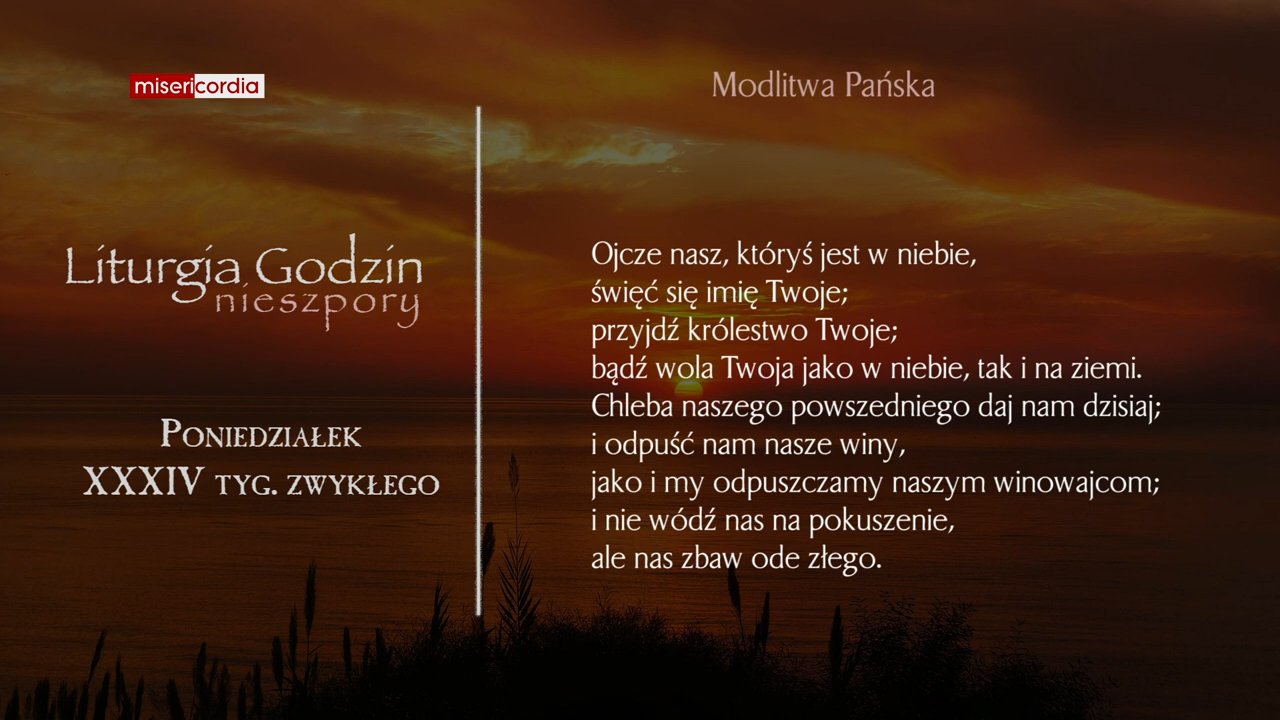 misericordia
Liturgia Godzin
nieszpory
Poniedziałek
XXXIV tyg. zwykłego
Modlitwa Pańska
Ojcze nasz, któryś jest w niebie,
święć się imię Twoje;
przyjdź królestwo Twoje;
bądź wola Twoja jako w niebie, tak i na ziemi.
Chleba naszego powszedniego daj nam dzisiaj;
i odpuść nam nasze winy,
jako i my odpuszczamy naszym winowajcom;
i nie wódź nas na pokuszenie,
ale nas zbaw ode złego.